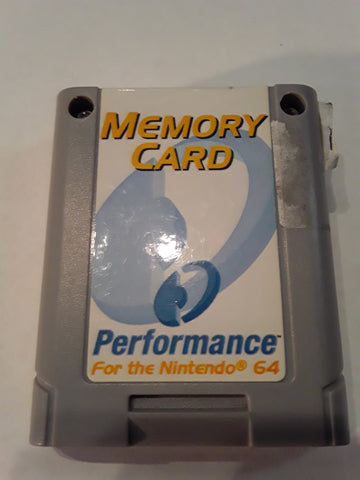 MEMORY
CARD
Performance™
For the Nintendo® 64